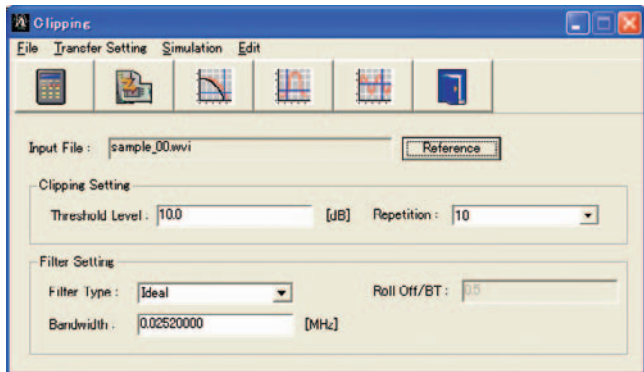 Clipping
File Transfer Setting Simulation Edit
Input File : sample_00.wvi Reference
Clipping Setting
Threshold Level : 10.0 [dB] Repetition : 10
Filter Setting
Filter Type : Ideal Roll Off/BT : 0.5
Bandwidth : 0.02520000 [MHz]